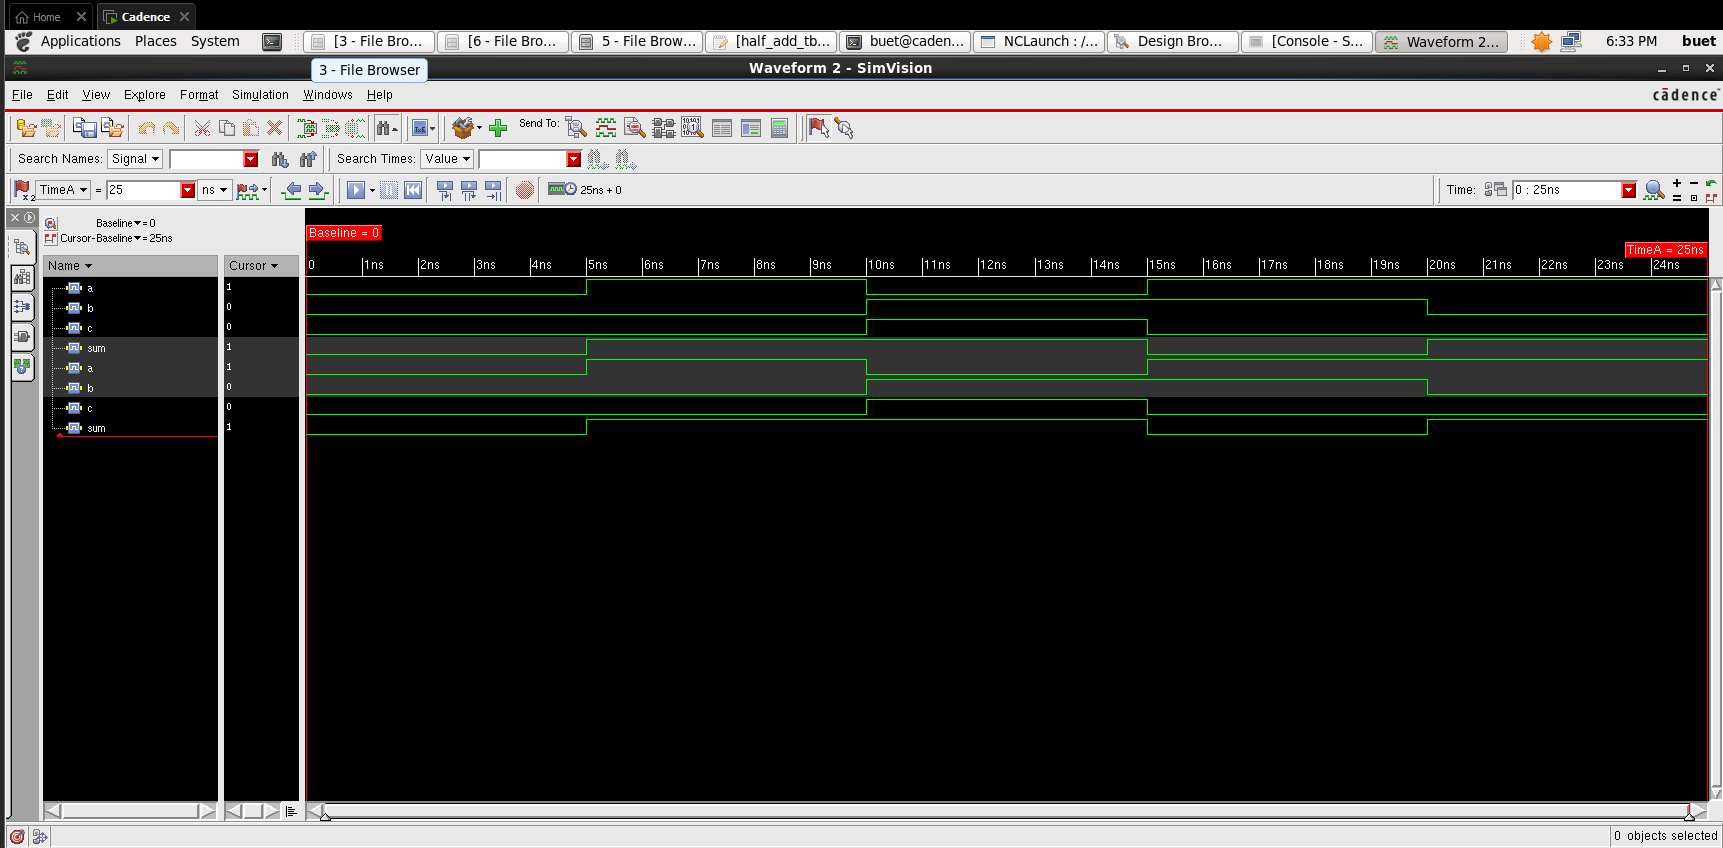 Home
Cadence
Applications Places System [3 - File Bro... [6 - File Bro... 5 - File Brow... [half_add_tb... buet@caden... NCLaunch : /... Design Bro... [Console - S... Waveform 2... 6:33 PM buet
3 - File Browser
Waveform 2 - SimVision
File Edit View Explore Format Simulation Windows Help
cādence
Send To:
Search Names: Signal Search Times: Value
TimeA = 25 ns 25ns + 0 Time: 0 : 25ns
Baseline = 0
Cursor-Baseline = 25ns
Baseline = 0
TimeA = 25ns
Name Cursor 0 1ns 2ns 3ns 4ns 5ns 6ns 7ns 8ns 9ns 10ns 11ns 12ns 13ns 14ns 15ns 16ns 17ns 18ns 19ns 20ns 21ns 22ns 23ns 24ns
a 1
b 0
c 0
sum 1
a 1
b 0
c 0
sum 1
0 objects selected